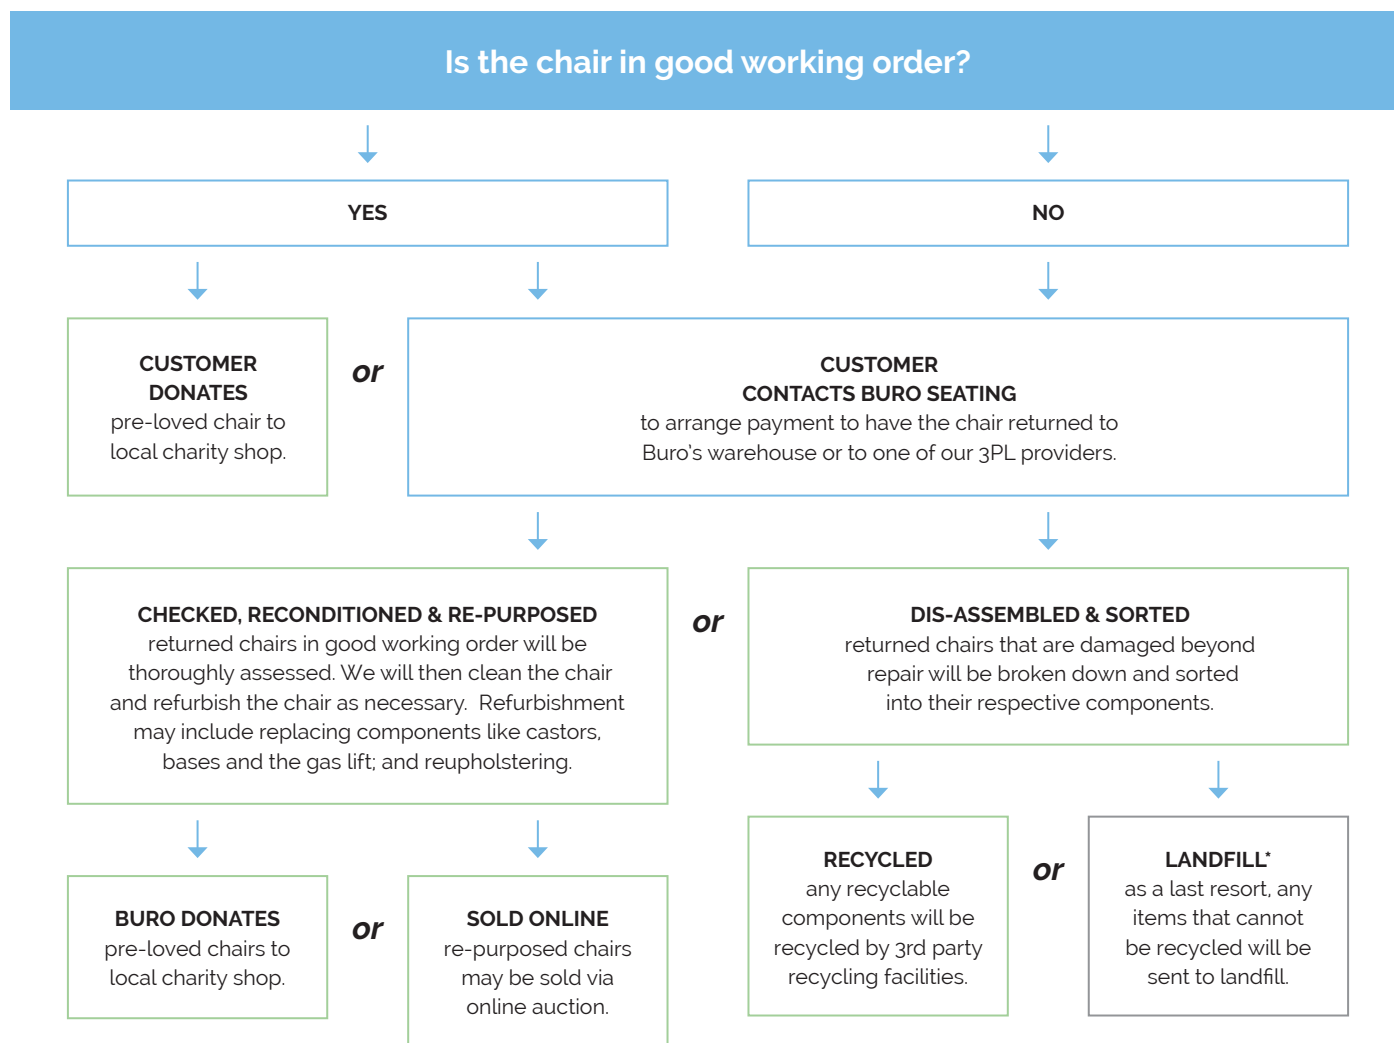 Is the chair in good working order?
YES
NO
CUSTOMER
DONATES
pre-loved chair to
local charity shop.
or
CUSTOMER
CONTACTS BURO SEATING
to arrange payment to have the chair returned to
Buro's warehouse or to one of our 3PL providers.
CHECKED, RECONDITIONED & RE-PURPOSED
returned chairs in good working order will be
thoroughly assessed. We will then clean the chair
and refurbish the chair as necessary. Refurbishment
may include replacing components like castors,
bases and the gas lift; and reupholstering.
or
DIS-ASSEMBLED & SORTED
returned chairs that are damaged beyond
repair will be broken down and sorted
into their respective components.
BURO DONATES
pre-loved chairs to
local charity shop.
or
SOLD ONLINE
re-purposed chairs
may be sold via
online auction.
RECYCLED
any recyclable
components will be
recycled by 3rd party
recycling facilities.
or
LANDFILL*
as a last resort, any
items that cannot
be recycled will be
sent to landfill.